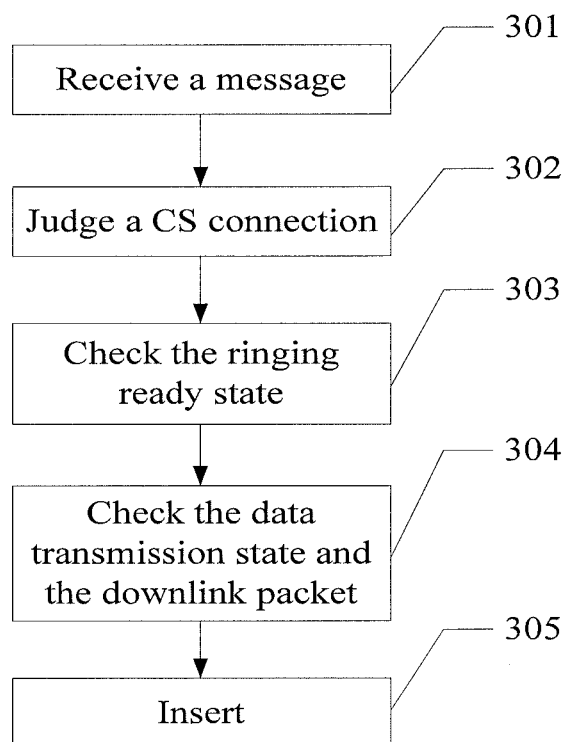 301
Receive a message
302
Judge a CS connection
303
Check the ringing
ready state
304
Check the data
transmission state and
the downlink packet
305
Insert